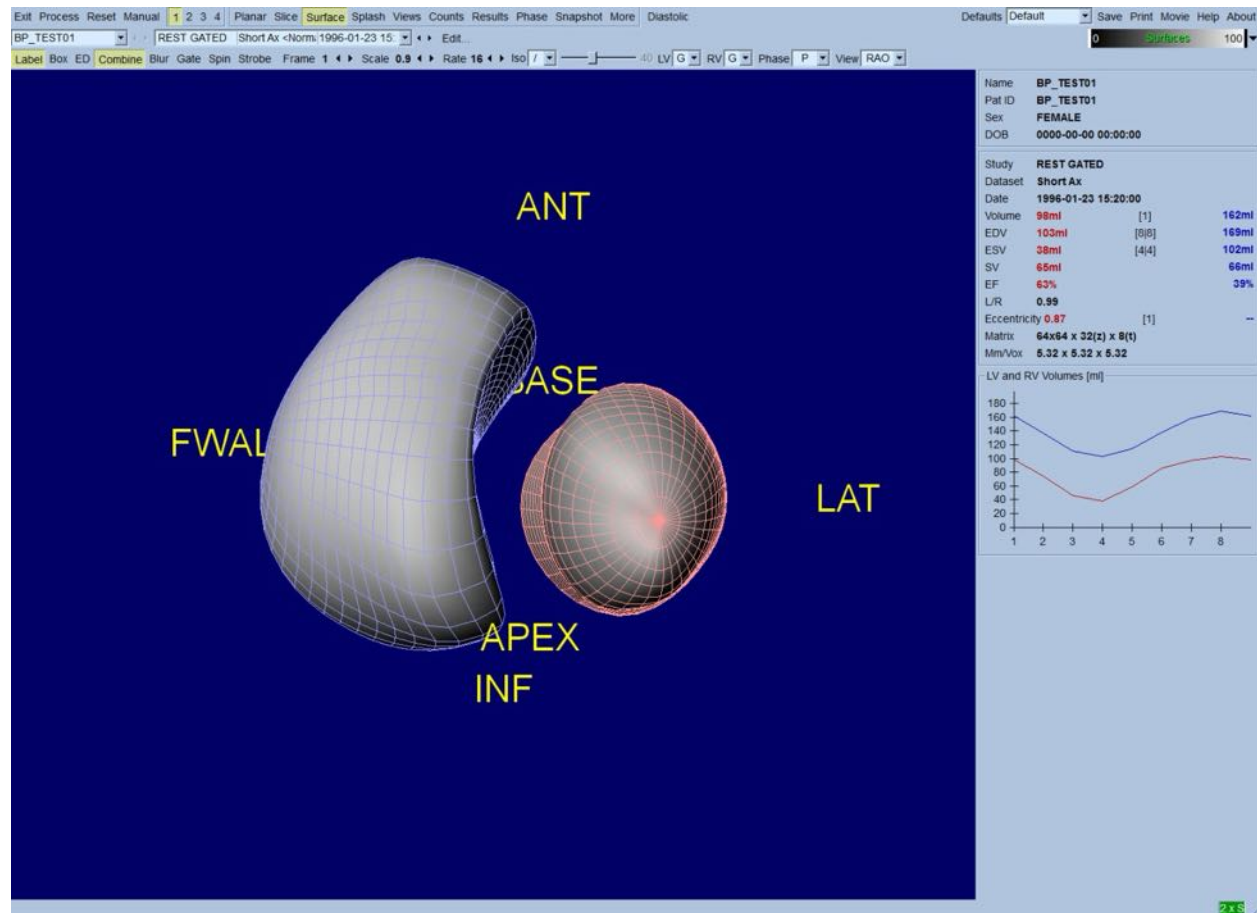 Exit Process Reset Manual 1 2 3 4 Planar Slice Surface Splash Views Counts Results Phase Snapshot More Diastolic Defaults Default Save Print Movie Help About
BP_TEST01 REST GATED Short Ax <Norm. 1996-01-23 15: Edit... 0 Surfaces 100
Label Box ED Combine Blur Gate Spin Strobe Frame 1 Scale 0.9 Rate 16 Iso / 40 LV G RV G Phase P View RAO
Name BP_TEST01
Pat ID BP_TEST01
Sex FEMALE
DOB 0000-00-00 00:00:00
Study REST GATED
Dataset Short Ax
Date 1996-01-23 15:20:00
Volume 98ml [1] 162ml
EDV 103ml [8|8] 169ml
ESV 38ml [4|4] 102ml
SV 65ml 66ml
EF 63% 39%
L/R 0.99
Eccentricity 0.87 [1] --
Matrix 64x64 x 32(z) x 8(t)
Mm/Vox 5.32 x 5.32 x 5.32
LV and RV Volumes [ml]
180
160
140
120
100
80
60
40
20
0
1 2 3 4 5 6 7 8
ANT
BASE
FWAL
LAT
APEX
INF
2 x S